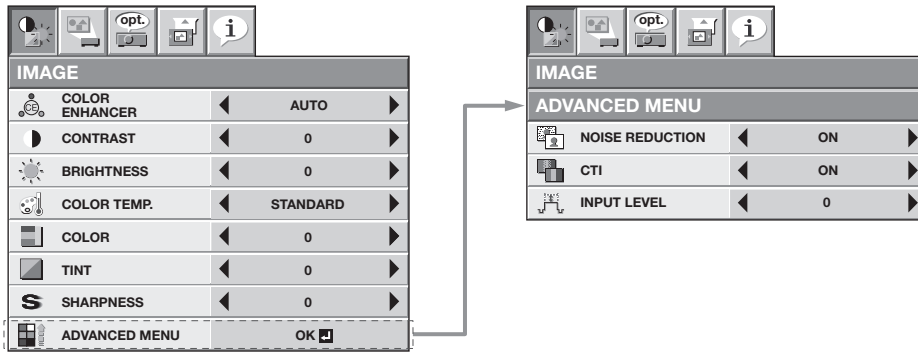 opt.
i
IMAGE
CE
COLOR
ENHANCER AUTO
CONTRAST 0
BRIGHTNESS 0
COLOR TEMP. STANDARD
COLOR 0
TINT 0
S SHARPNESS 0
ADVANCED MENU OK
opt.
i
IMAGE
ADVANCED MENU
NOISE REDUCTION ON
CTI ON
INPUT LEVEL 0